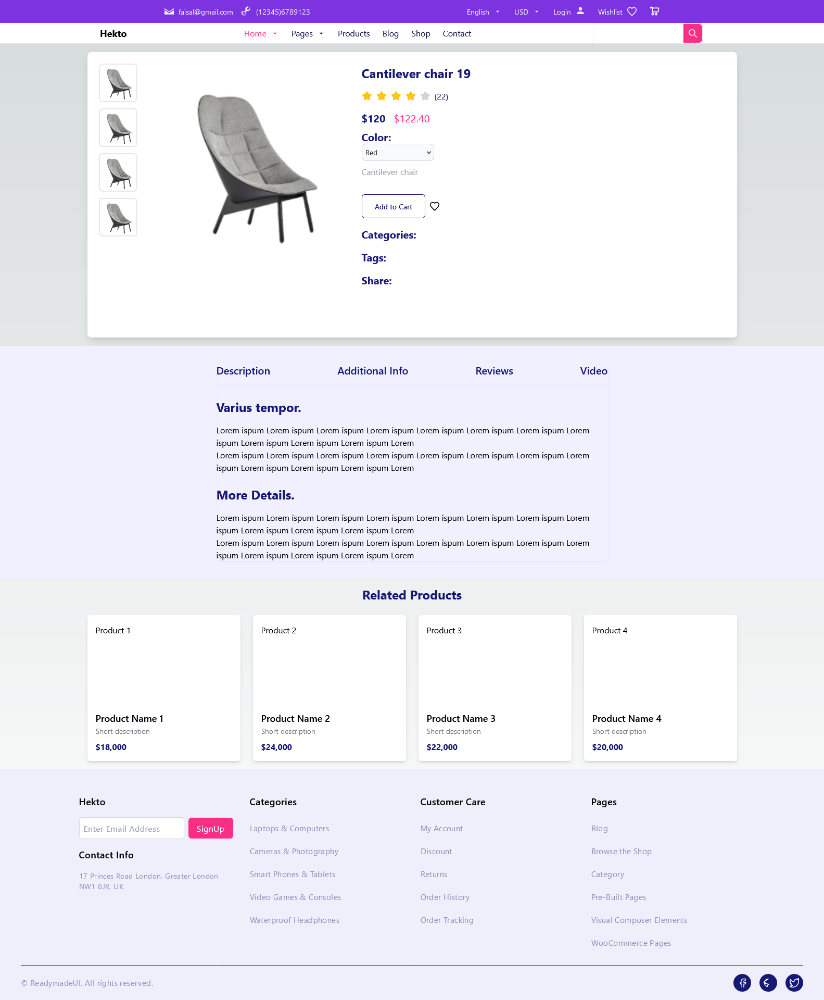 faisal@gmail.com (12345)6789123 English USD Login Wishlist
Hekto Home Pages Products Blog Shop Contact
Cantilever chair 19
(22)
$120 $122.40
Color:
Red
Cantilever chair
Add to Cart
Categories:
Tags:
Share:
Description Additional Info Reviews Video
Varius tempor.
Lorem ispum Lorem ispum Lorem ispum Lorem ispum Lorem ispum Lorem ispum Lorem ispum Lorem
ispum Lorem ispum Lorem ispum Lorem ispum Lorem
Lorem ispum Lorem ispum Lorem ispum Lorem ispum Lorem ispum Lorem ispum Lorem ispum Lorem
ispum Lorem ispum Lorem ispum Lorem ispum Lorem
More Details.
Lorem ispum Lorem ispum Lorem ispum Lorem ispum Lorem ispum Lorem ispum Lorem ispum Lorem
ispum Lorem ispum Lorem ispum Lorem ispum Lorem
Lorem ispum Lorem ispum Lorem ispum Lorem ispum Lorem ispum Lorem ispum Lorem ispum Lorem
ispum Lorem ispum Lorem ispum Lorem ispum Lorem
Related Products
Product 1
Product Name 1
Short description
$18,000
Product 2
Product Name 2
Short description
$24,000
Product 3
Product Name 3
Short description
$22,000
Product 4
Product Name 4
Short description
$20,000
Hekto
Enter Email Address SignUp
Contact Info
17 Princes Road London, Greater London
NW1 8JR, UK
Categories
Laptops & Computers
Cameras & Photography
Smart Phones & Tablets
Video Games & Consoles
Waterproof Headphones
Customer Care
My Account
Discount
Returns
Order History
Order Tracking
Pages
Blog
Browse the Shop
Category
Pre-Built Pages
Visual Composer Elements
WooCommerce Pages
© ReadymadeUI. All rights reserved.